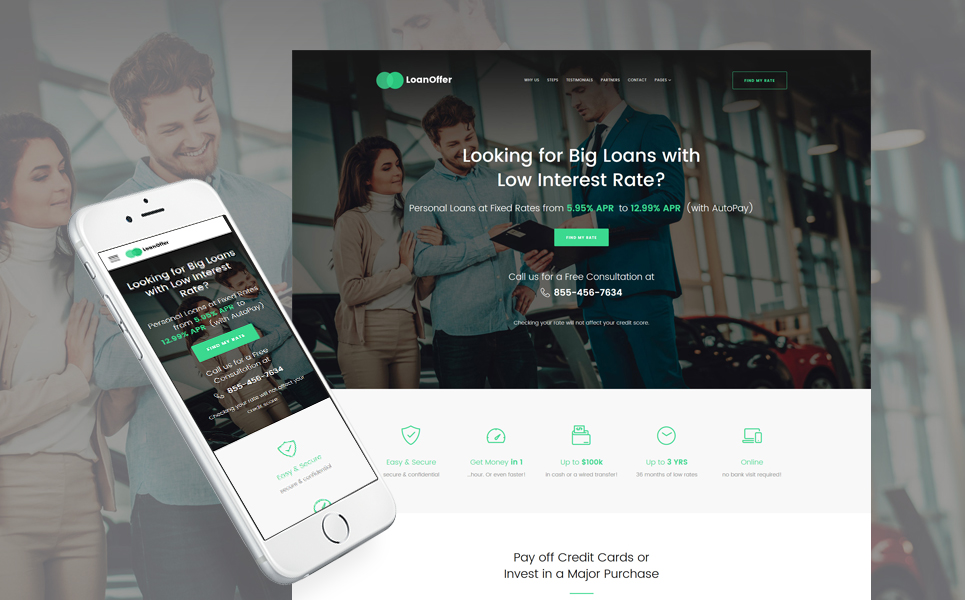 LoanOffer
WHY US STEPS TESTIMONIALS PARTNERS CONTACT PAGES
FIND MY RATE
Looking for Big Loans with
Low Interest Rate?
Personal Loans at Fixed Rates from 5.95% APR to 12.99% APR (with AutoPay)
FIND MY RATE
Call us for a Free Consultation at
855-456-7634
Checking your rate will not affect your credit score.
Easy & Secure
secure & confidential
Get Money in 1
...hour. Or even faster!
Up to $100k
in cash or a wired transfer!
Up to 3 YRS
36 months of low rates
Online
no bank visit required!
Pay off Credit Cards or
Invest in a Major Purchase
LoanOffer
Looking for Big Loans
with Low Interest
Rate?
Personal Loans at Fixed Rates
from 5.95% APR to
12.99% APR (with AutoPay)
FIND MY RATE
Call us for a Free
Consultation at
855-456-7634
Checking your rate will not affect your
credit score.
Easy & Secure
secure & confidential